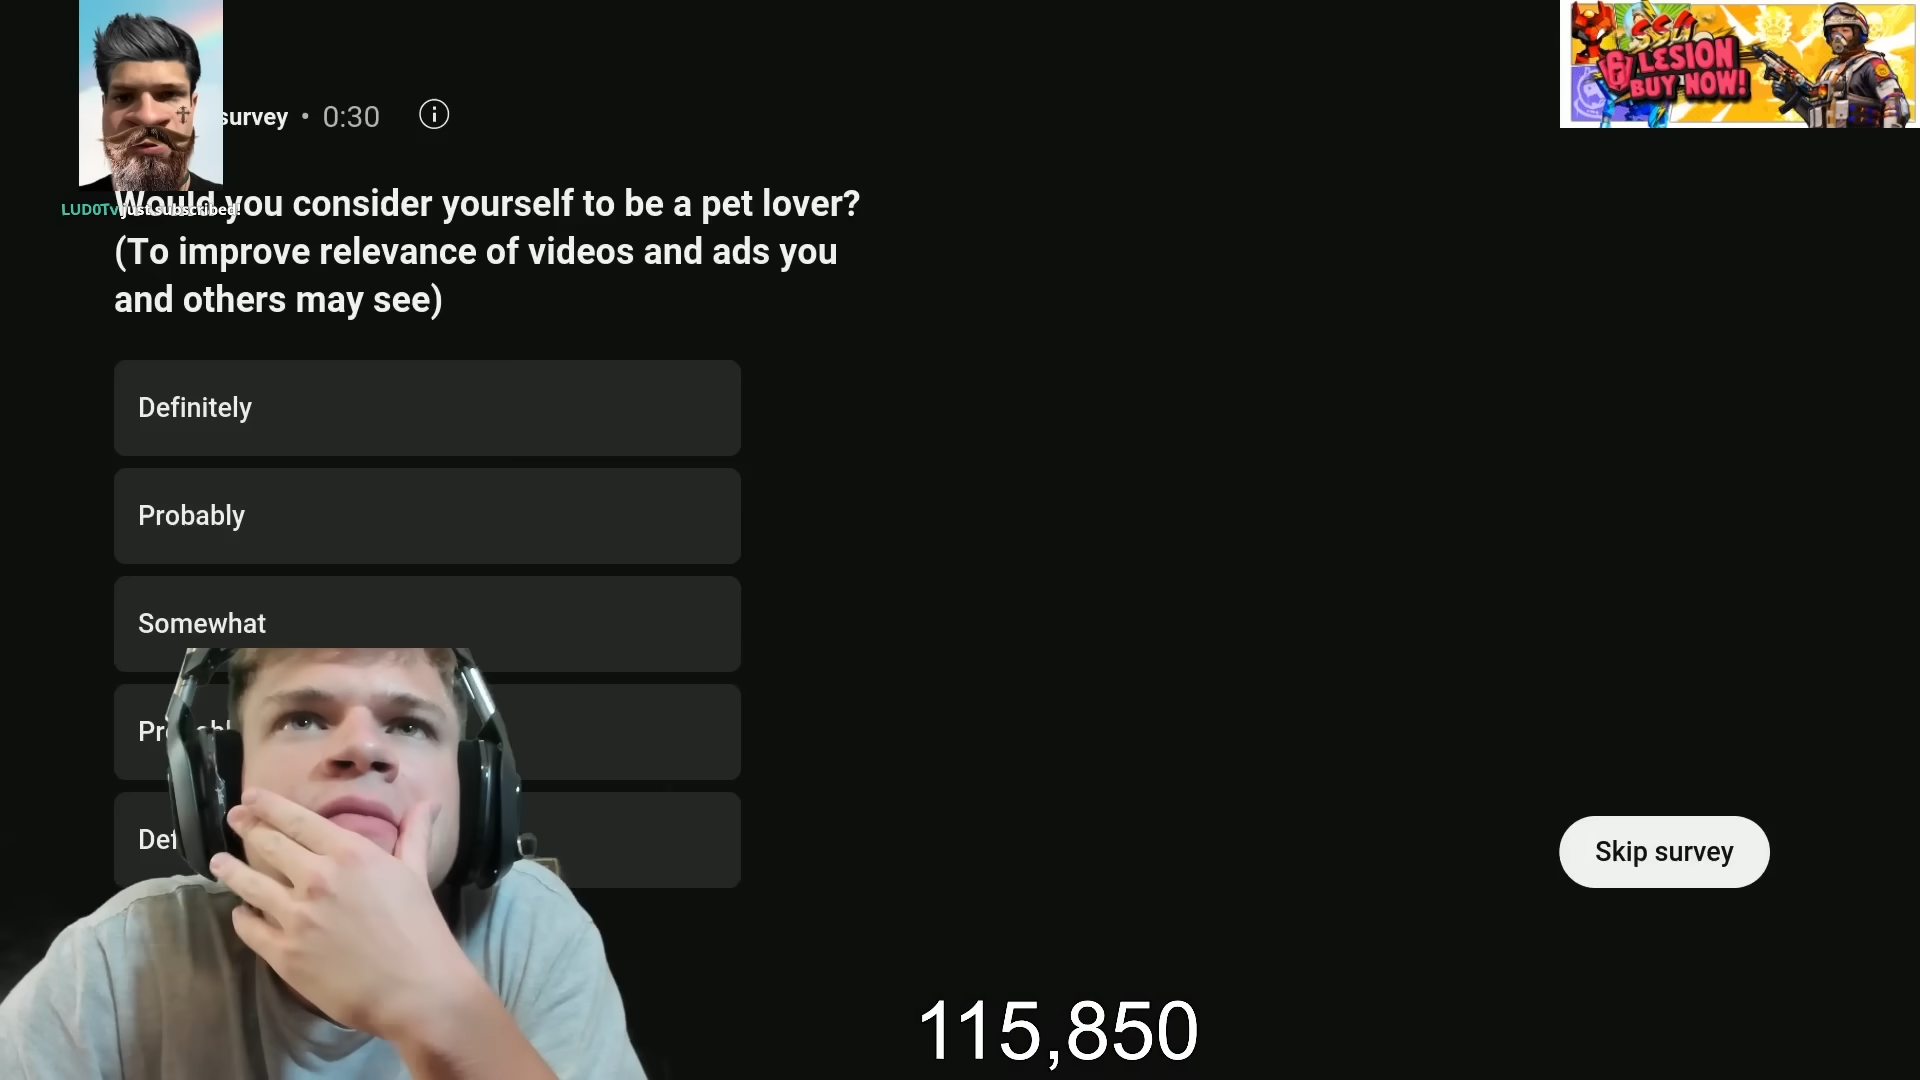 survey • 0:30
LUD0Tv just subscribed!
Would you consider yourself to be a pet lover?
(To improve relevance of videos and ads you
and others may see)
Definitely
Probably
Somewhat
Skip survey
115,850
LESION
BUY NOW!